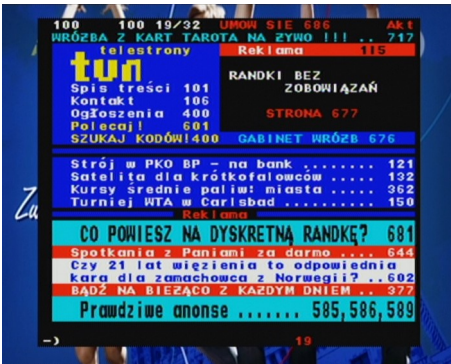 100 100 19/32 UMOW SIE 686 Akt
WRÓŻBA Z KART TAROTA NA ŻYWO !!! .. 717
telestrony
tvn
Spis treści 101
Kontakt 106
Ogłoszenia 400
Polecaj! 601
SZUKAJ KODÓW!400
Reklama 115
RANDKI BEZ
ZOBOWIĄZAŃ
STRONA 677
GABINET WRÓŻB 676
Strój w PKO BP – na bank ........ 121
Satelita dla krótkofalowców ..... 132
Kursy średnie paliw: miasta ..... 362
Turniej WTA w Carlsbad .......... 150
Reklama
CO POWIESZ NA DYSKRETNĄ RANDKĘ? 681
Spotkania z Paniami za darmo .... 644
Czy 21 lat więzienia to odpowiednia
kara dla zamachowca z Norwegii? ..602
BĄDŹ NA BIEŻĄCO Z KAŻDYM DNIEM .. 377
Prawdziwe anonse ....... 585,586,589
–) 19